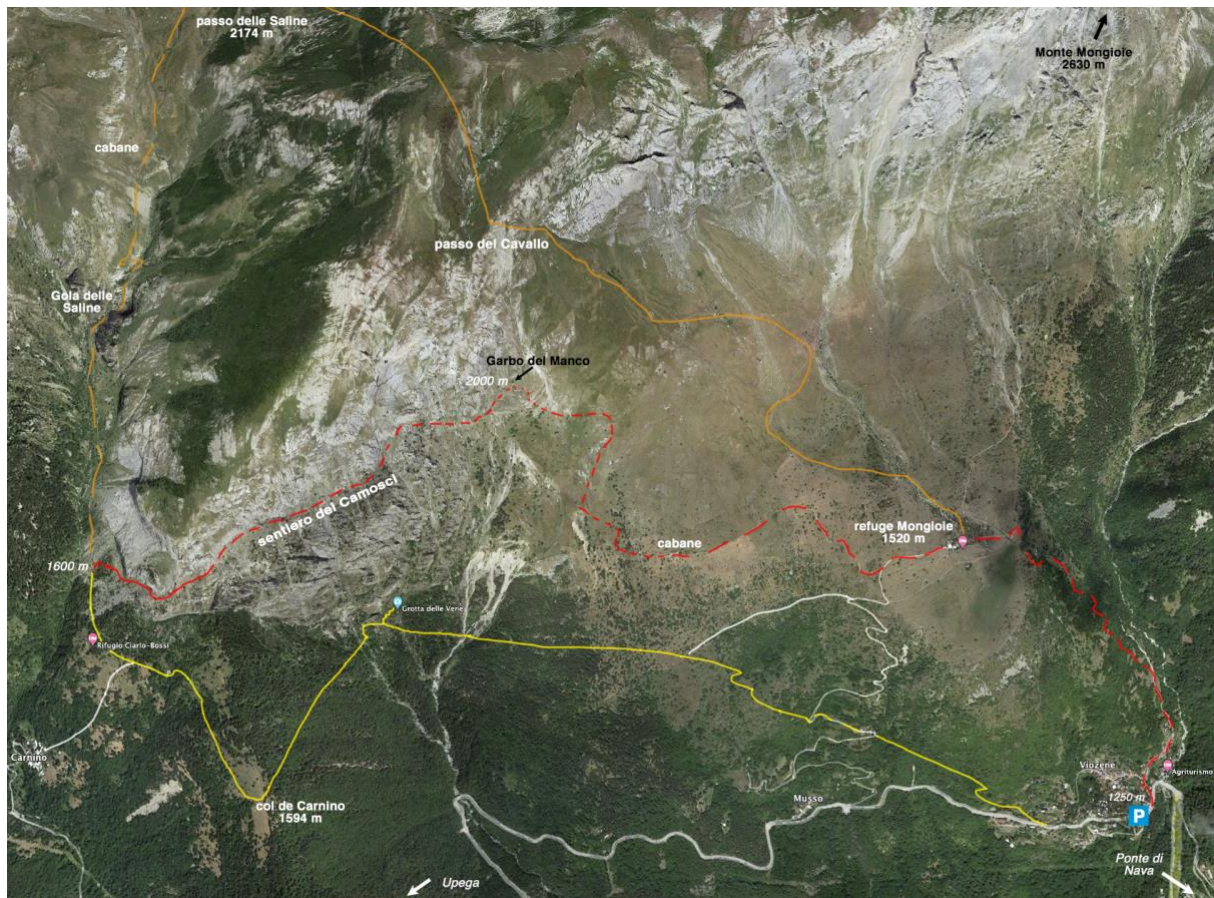 passo delle Saline
2174 m
Monte Mongioie
2630 m
cabane
passo del Cavallo
Gola delle
Saline
Garbo del Manco
2000 m
sentiero dei Camosci
refuge Mongioie
1520 m
cabane
1600 m
Grotta delle Vene
Rifugio Ciarlo-Bossi
Carnino
col de Carnino
1594 m
Viozene
Agriturismo
1250 m
Musso
P
Upega
Ponte di
Nava